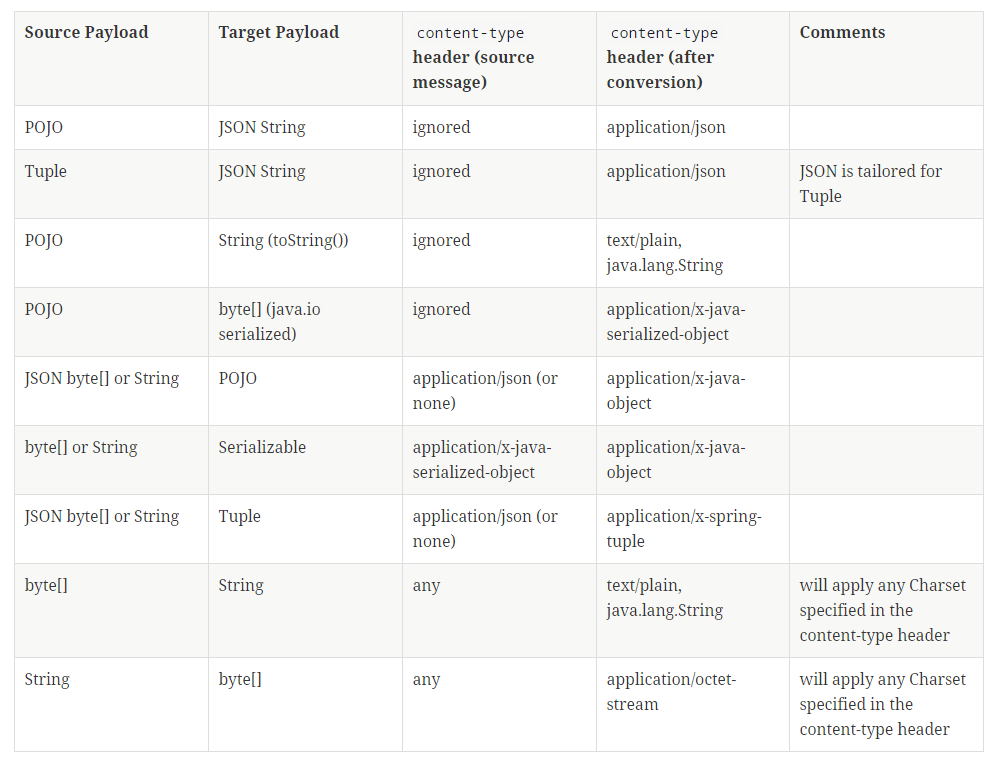 Source Payload
Target Payload
content-type
header (source
message)
content-type
header (after
conversion)
Comments
POJO
JSON String
ignored
application/json
Tuple
JSON String
ignored
application/json
JSON is tailored for
Tuple
POJO
String (toString())
ignored
text/plain,
java.lang.String
POJO
byte[] (java.io
serialized)
ignored
application/x-java-
serialized-object
JSON byte[] or String
POJO
application/json (or
none)
application/x-java-
object
byte[] or String
Serializable
application/x-java-
serialized-object
application/x-java-
object
JSON byte[] or String
Tuple
application/json (or
none)
application/x-spring-
tuple
byte[]
String
any
text/plain,
java.lang.String
will apply any Charset
specified in the
content-type header
String
byte[]
any
application/octet-
stream
will apply any Charset
specified in the
content-type header